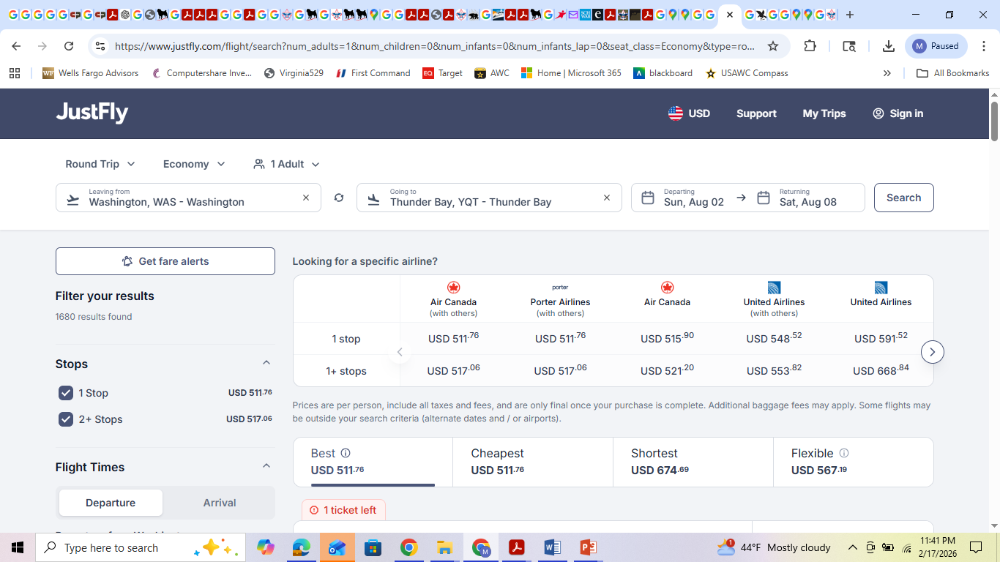 https://www.justfly.com/flight/search?num_adults=1&num_children=0&num_infants=0&num_infants_lap=0&seat_class=Economy&type=ro...
M Paused
WF Wells Fargo Advisors
Computershare Inve...
Virginia529
First Command
EQ Target
AWC
Home | Microsoft 365
blackboard
USAWC Compass
All Bookmarks
JustFly
USD
Support
My Trips
Sign in
Round Trip
Economy
1 Adult
Leaving from
Washington, WAS - Washington
Going to
Thunder Bay, YQT - Thunder Bay
Departing
Sun, Aug 02
Returning
Sat, Aug 08
Search
Get fare alerts
Filter your results
1680 results found
Stops
1 Stop USD 511.76
2+ Stops USD 517.06
Flight Times
Departure Arrival
Looking for a specific airline?
porter
Air Canada Porter Airlines Air Canada United Airlines United Airlines
(with others) (with others) (with others)
1 stop USD 511.76 USD 511.76 USD 515.90 USD 548.52 USD 591.52
1+ stops USD 517.06 USD 517.06 USD 521.20 USD 553.82 USD 668.84
Prices are per person, include all taxes and fees, and are only final once your purchase is complete. Additional baggage fees may apply. Some flights may
be outside your search criteria (alternate dates and / or airports).
Best Cheapest Shortest Flexible
USD 511.76 USD 511.76 USD 674.69 USD 567.19
1 ticket left
Type here to search
1
44°F Mostly cloudy
11:41 PM
2/17/2026